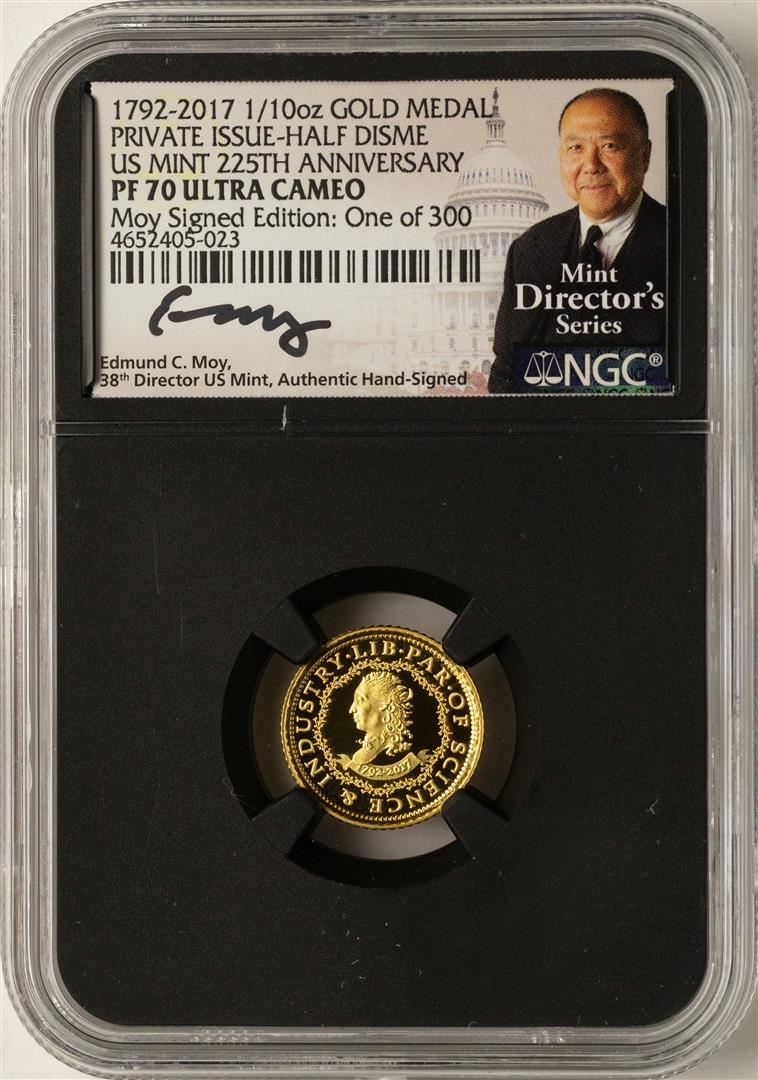 1792-2017 1/10oz GOLD MEDAL
PRIVATE ISSUE-HALF DISME
US MINT 225TH ANNIVERSARY
PF 70 ULTRA CAMEO
Moy Signed Edition: One of 300
4652405-023
Edmund C. Moy,
38th Director US Mint, Authentic Hand-Signed
Mint
Director's
Series
NGC®
LIB·PAR·OF SCIENCE & INDUSTRY·
1792·2017